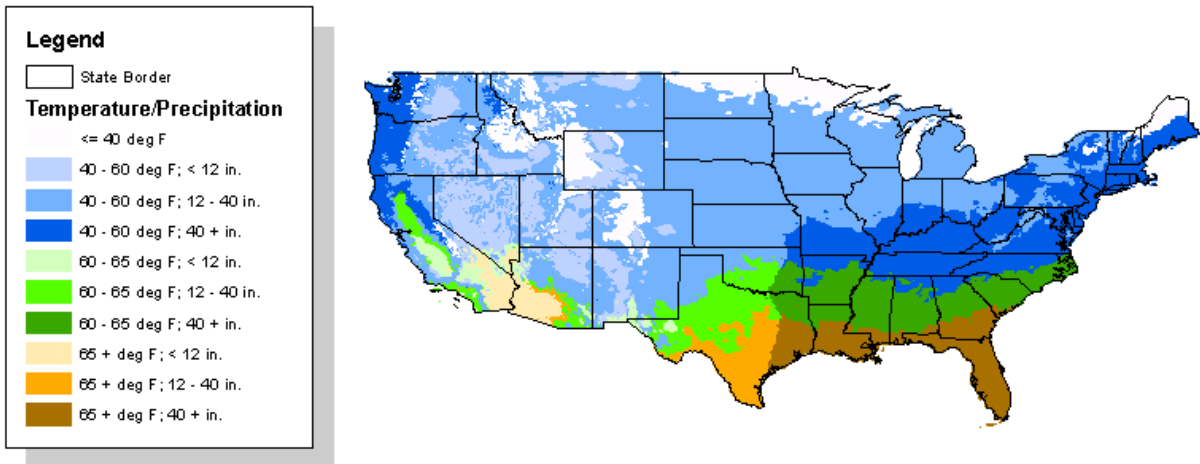 Legend
State Border
Temperature/Precipitation
<= 40 deg F
40 - 60 deg F; < 12 in.
40 - 60 deg F; 12 - 40 in.
40 - 60 deg F; 40 + in.
60 - 65 deg F; < 12 in.
60 - 65 deg F; 12 - 40 in.
60 - 65 deg F; 40 + in.
65 + deg F; < 12 in.
65 + deg F; 12 - 40 in.
65 + deg F; 40 + in.